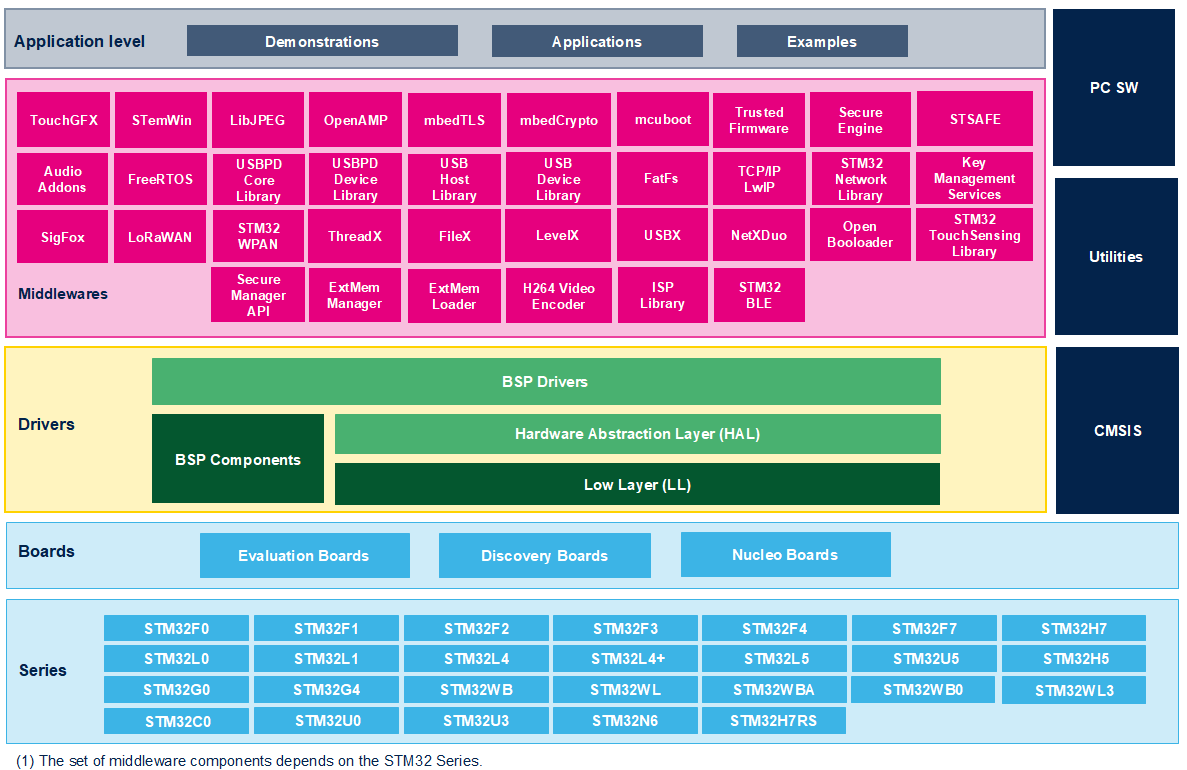 Application level
Demonstrations
Applications
Examples
PC SW
TouchGFX
STemWin
LibJPEG
OpenAMP
mbedTLS
mbedCrypto
mcuboot
Trusted
Firmware
Secure
Engine
STSAFE
Audio
Addons
FreeRTOS
USBPD
Core
Library
USBPD
Device
Library
USB
Host
Library
USB
Device
Library
FatFs
TCP/IP
LwIP
STM32
Network
Library
Key
Management
Services
SigFox
LoRaWAN
STM32
WPAN
ThreadX
FileX
LevelX
USBX
NetXDuo
Open
Booloader
STM32
TouchSensing
Library
Utilities
Middlewares
Secure
Manager
API
ExtMem
Manager
ExtMem
Loader
H264 Video
Encoder
ISP
Library
STM32
BLE
Drivers
BSP Drivers
BSP Components
Hardware Abstraction Layer (HAL)
Low Layer (LL)
CMSIS
Boards
Evaluation Boards
Discovery Boards
Nucleo Boards
Series
STM32F0
STM32F1
STM32F2
STM32F3
STM32F4
STM32F7
STM32H7
STM32L0
STM32L1
STM32L4
STM32L4+
STM32L5
STM32U5
STM32H5
STM32G0
STM32G4
STM32WB
STM32WL
STM32WBA
STM32WB0
STM32WL3
STM32C0
STM32U0
STM32U3
STM32N6
STM32H7RS
(1) The set of middleware components depends on the STM32 Series.